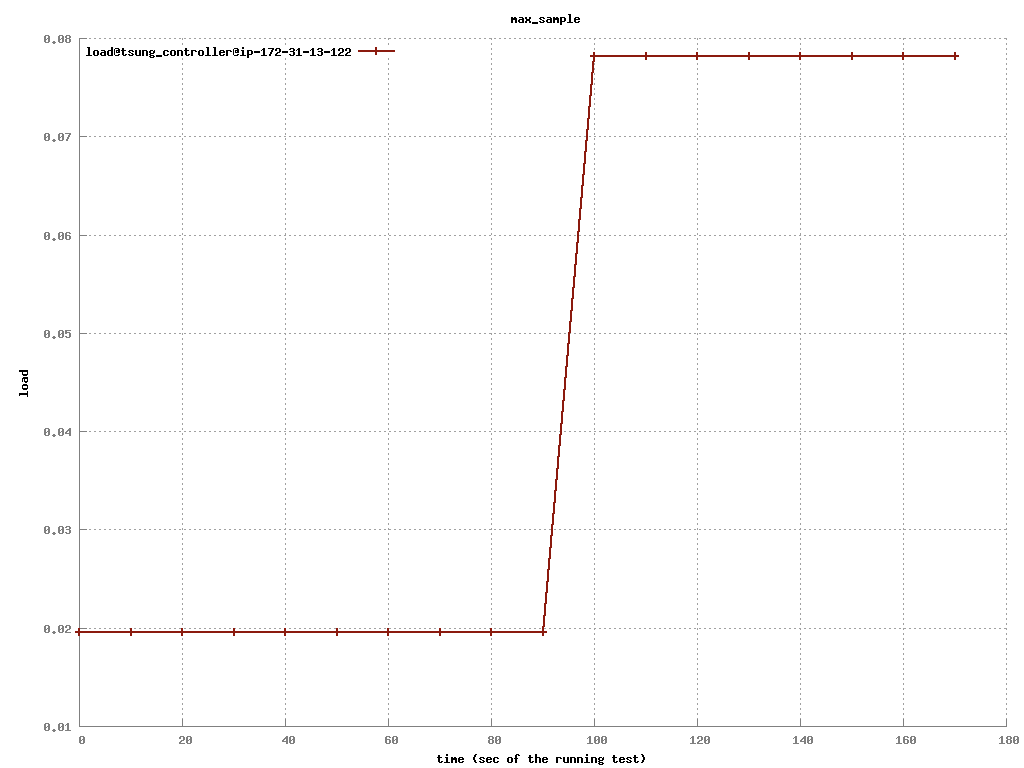 max_sample
load@tsung_controller@ip-172-31-13-122
0.08
0.07
0.06
0.05
0.04
0.03
0.02
0.01
load
0 20 40 60 80 100 120 140 160 180
time (sec of the running test)